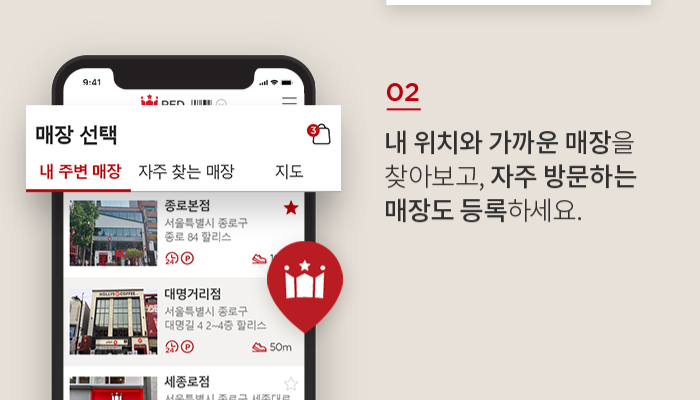 9:41
RED
매장 선택
3
내 주변 매장
자주 찾는 매장
지도
종로본점
서울특별시 종로구
종로 84 할리스
24 P
대명거리점
서울특별시 종로구
대명길 4 2~4층 할리스
24 P
50m
세종로점
서울특별시 종로구 세종대로
HOLLYS COFFEE
02
내 위치와 가까운 매장을
찾아보고, 자주 방문하는
매장도 등록하세요.